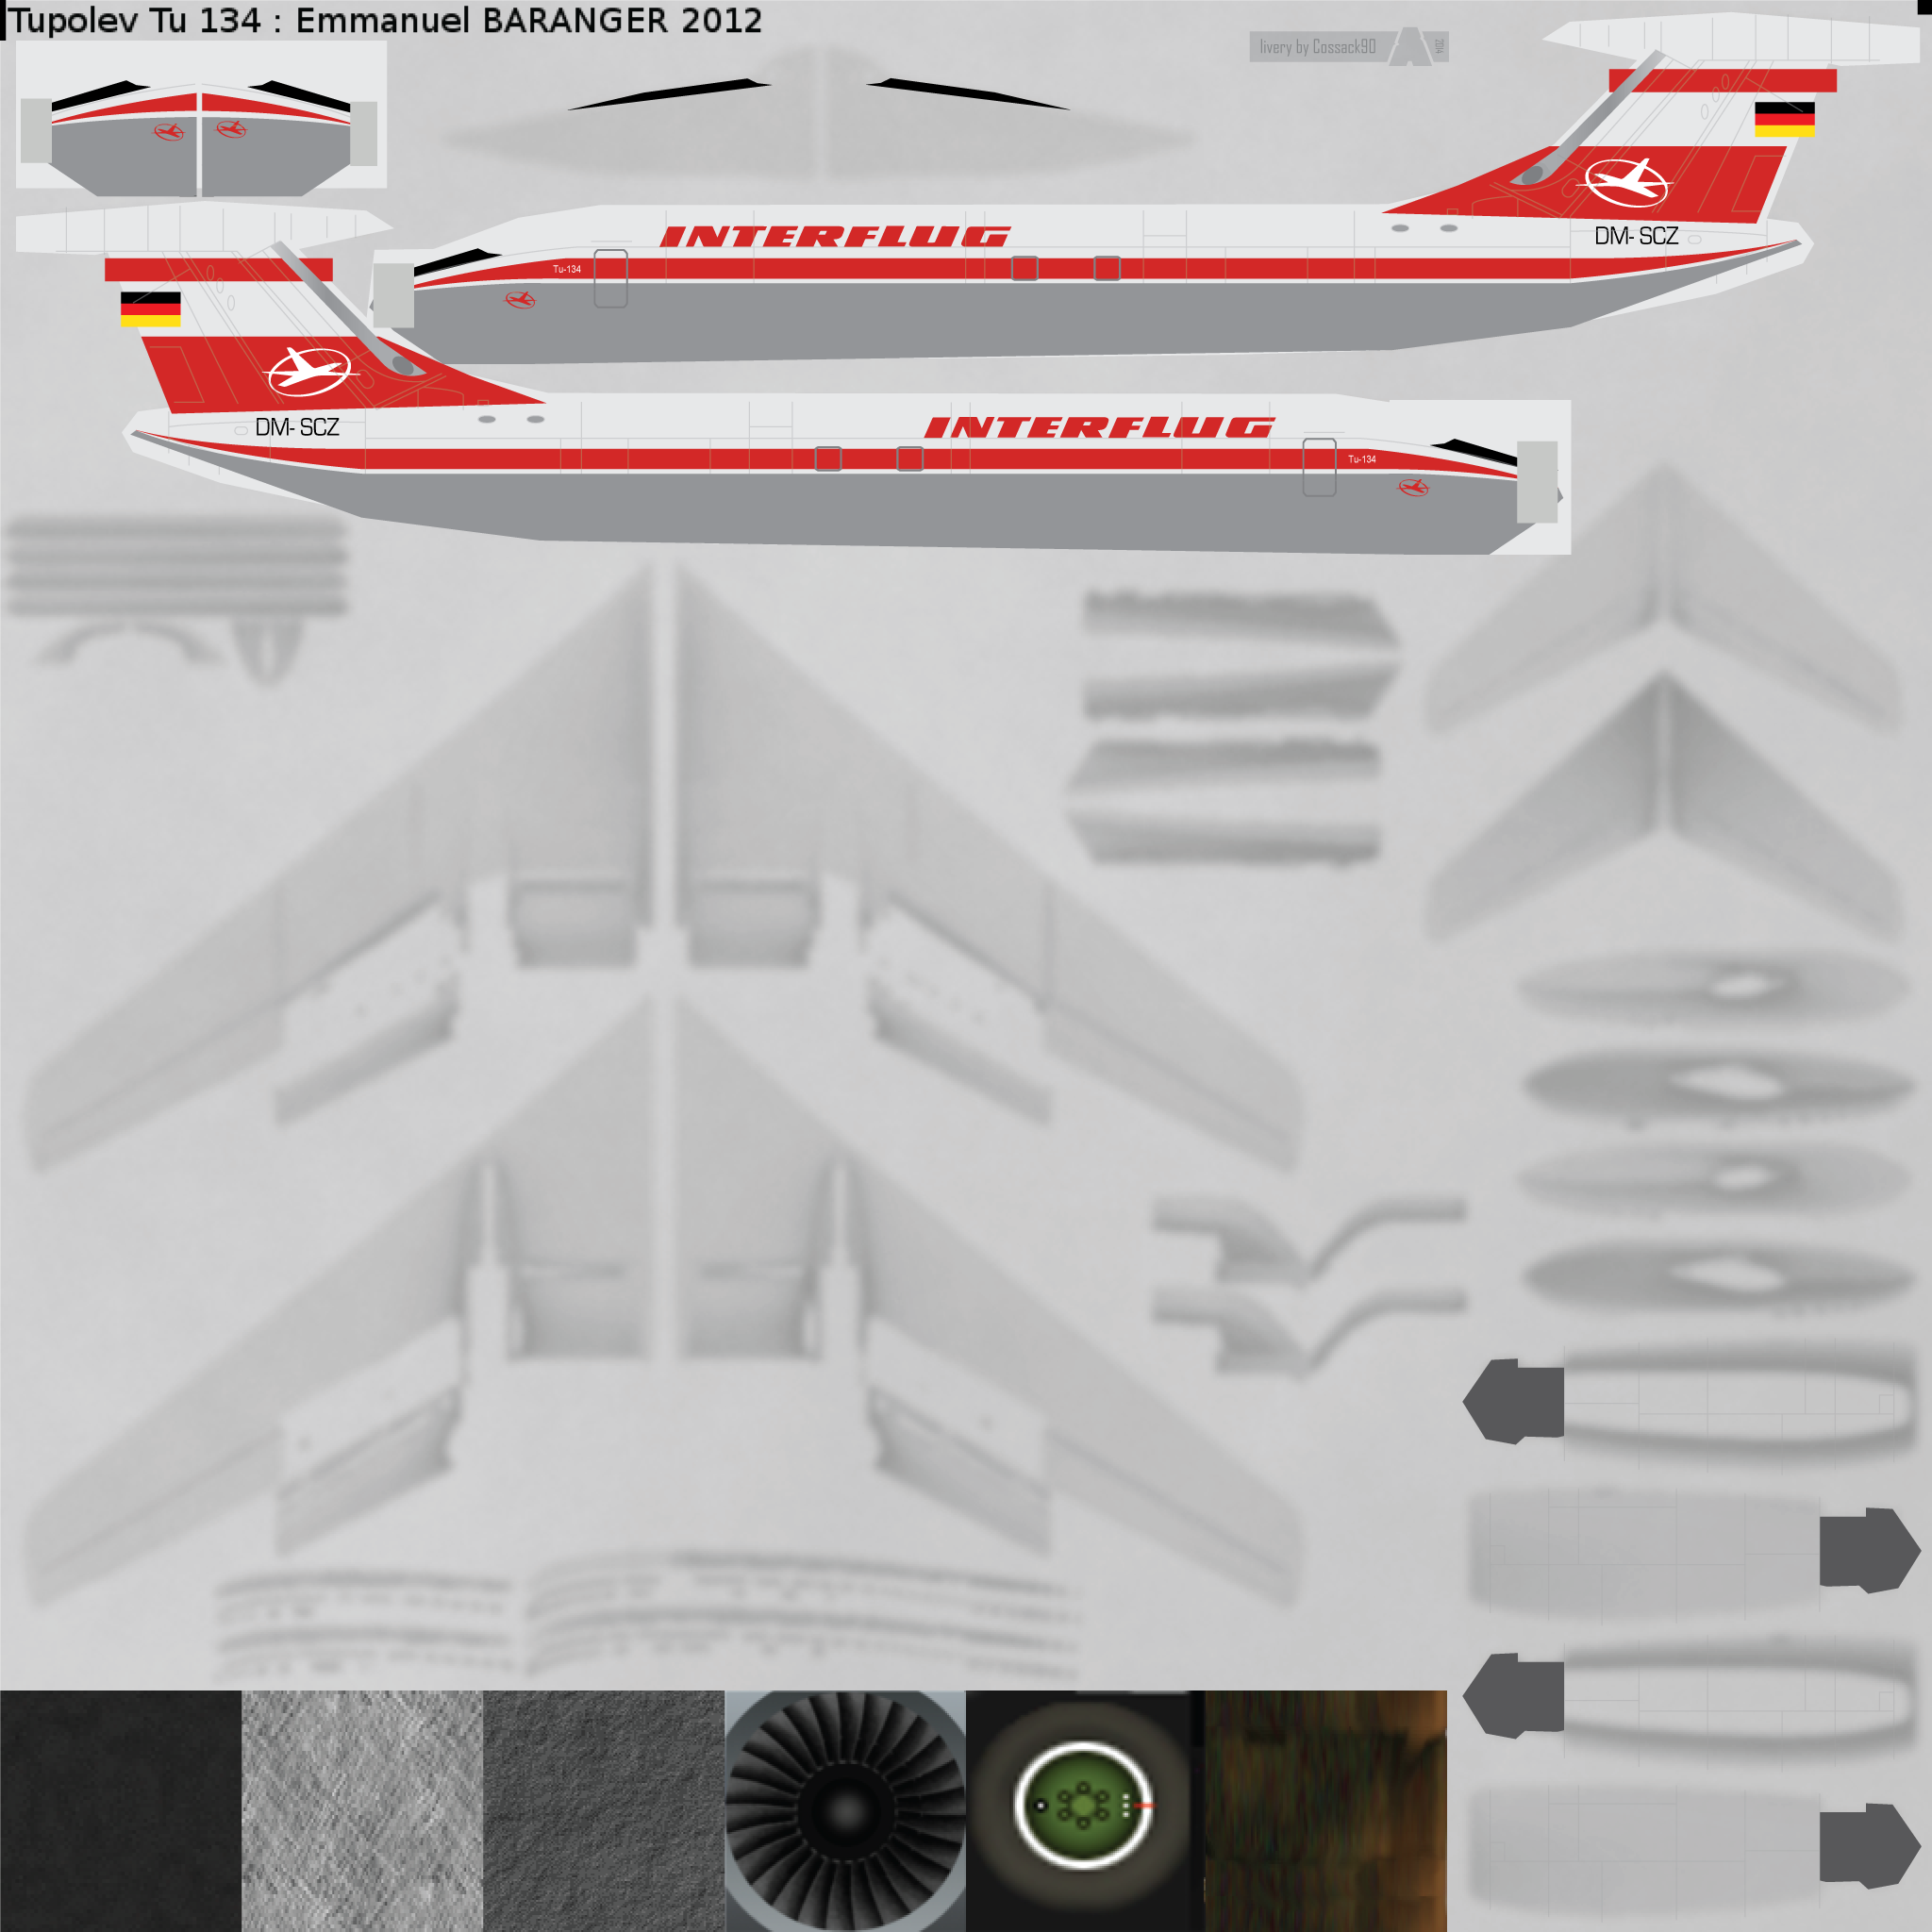 Tupolev Tu 134 : Emmanuel BARANGER 2012
livery by Cossack90
2014
INTERFLUG
DM- SCZ
Tu-134
INTERFLUG
DM- SCZ
Tu-134